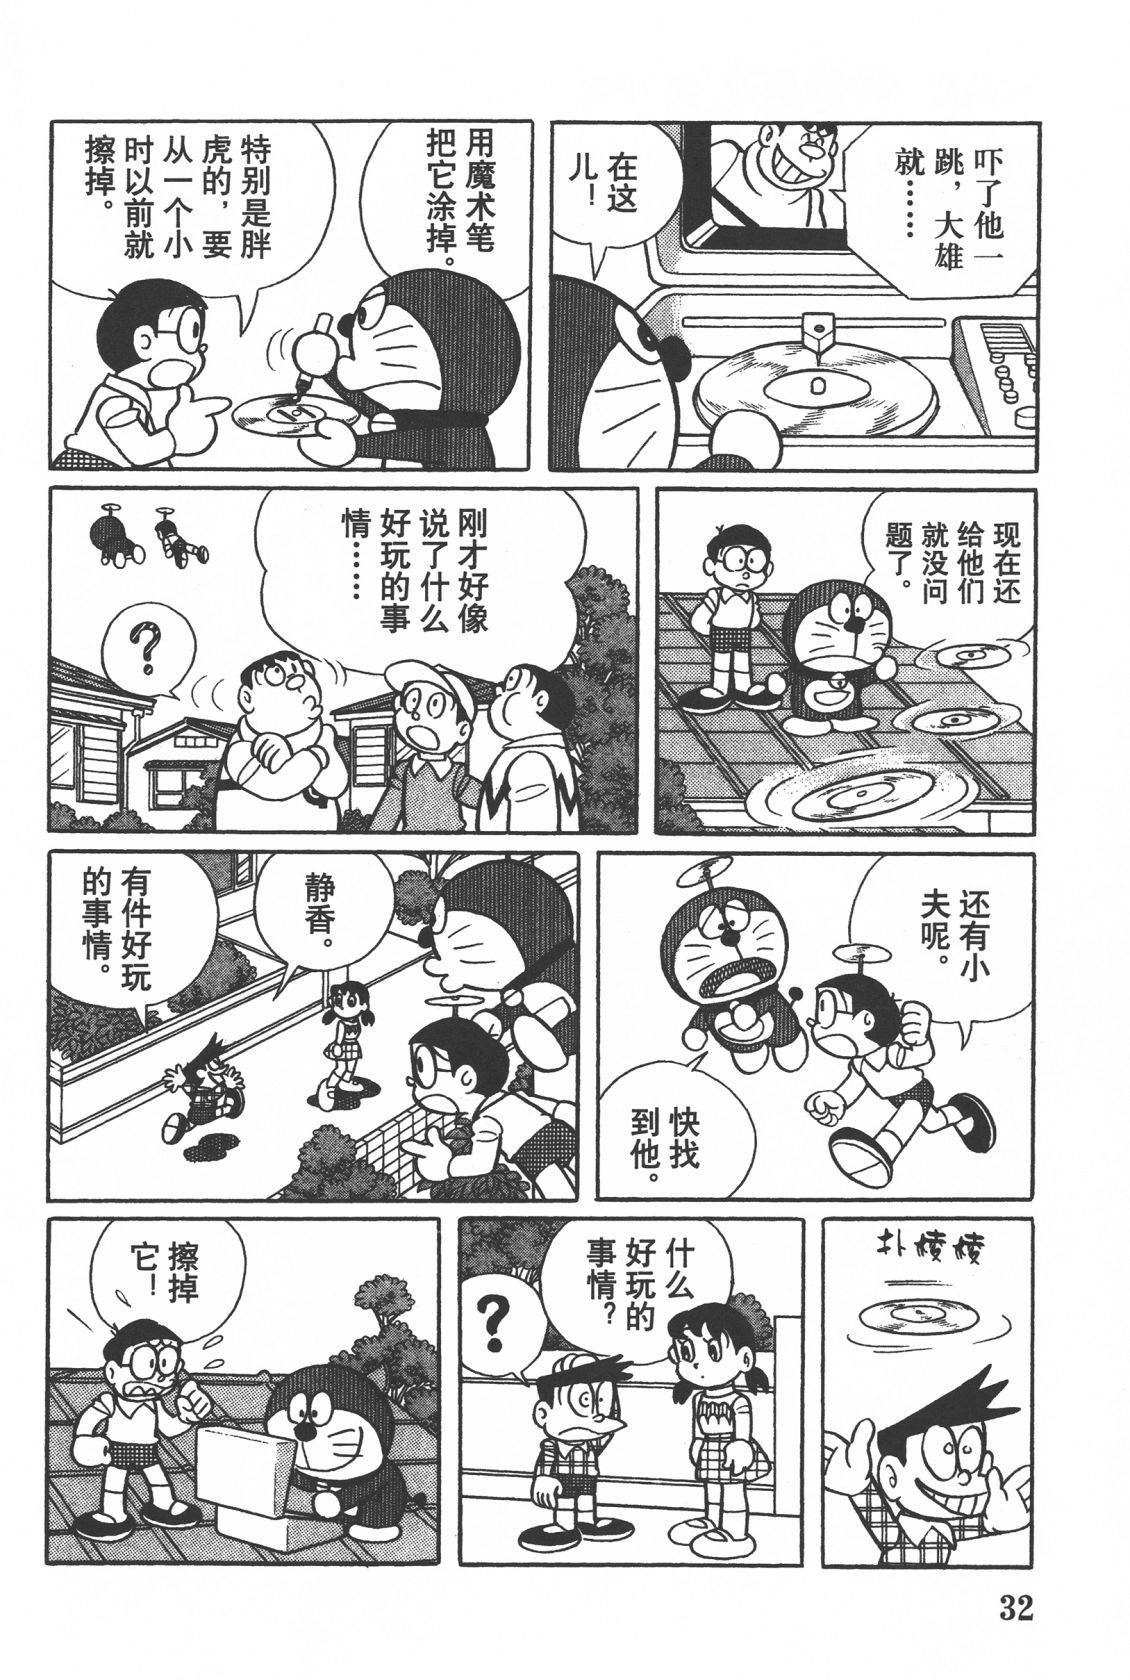 吓了他一
跳，大雄
就……
在这
儿！
用魔术笔
把它涂掉。
特别是胖
虎的，要
从一个小
时以前就
擦掉。
现在还
给他们
就没问
题了。
刚才好像
说了什么
好玩的事
情……
？
还有小
夫呢。
快找
到他。
静香。
有件好玩
的事情。
扑棱棱
什么
好玩的
事情？
？
擦掉
它！
32